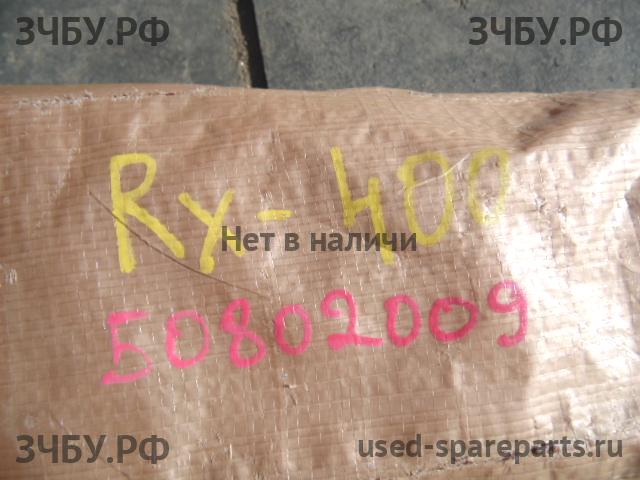 ЗЧБУ.РФ ЗЧБУ.РФ
Rx-400
Нет в наличи
50802009
ЗЧБУ.РФ used-spareparts.ru